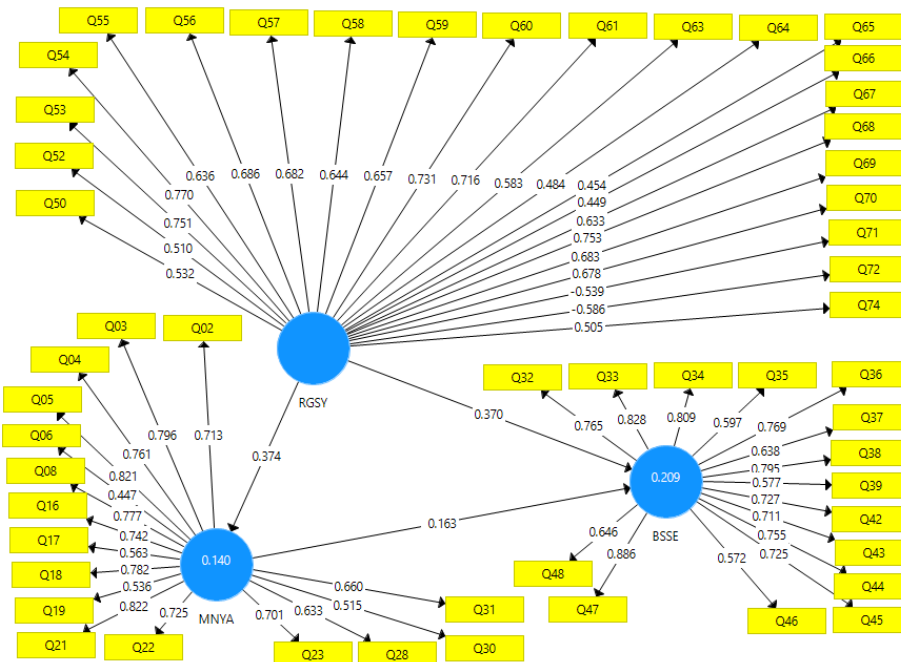 Q55
Q56
Q57
Q58
Q59
Q60
Q61
Q63
Q64
Q65
Q54
Q66
Q53
Q67
Q68
Q52
Q69
Q50
Q70
Q71
Q72
Q74
0.636
0.686
0.682
0.644
0.657
0.731
0.716
0.583
0.484
0.454
0.770
0.449
0.751
0.633
0.510
0.753
0.532
0.683
0.678
-0.539
-0.586
0.505
RGSY
Q03
Q02
Q04
Q05
Q06
Q08
Q16
Q17
Q18
Q19
Q21
Q22
Q23
Q28
Q30
Q31
0.796
0.713
0.761
0.821
0.447
0.777
0.742
0.563
0.782
0.536
0.822
0.725
0.701
0.633
0.515
0.660
0.140
MNYA
0.374
0.370
0.163
Q32
Q33
Q34
Q35
Q36
Q37
Q38
Q39
Q42
Q43
Q44
Q45
Q46
Q47
Q48
0.765
0.828
0.809
0.597
0.769
0.638
0.795
0.577
0.727
0.711
0.755
0.725
0.572
0.886
0.646
0.209
BSSE